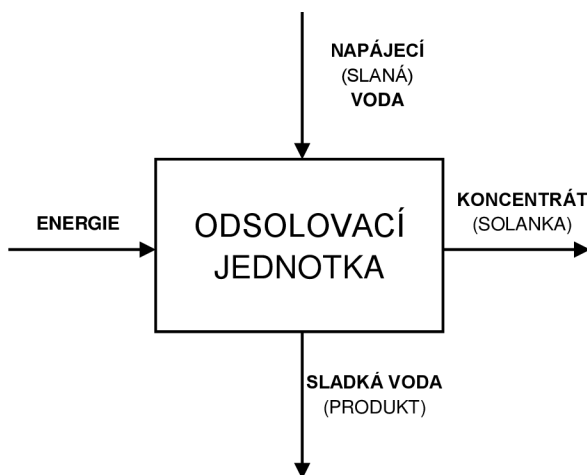 NAPÁJECÍ
(SLANÁ)
VODA
ENERGIE
ODSOLOVACÍ
JEDNOTKA
KONCENTRÁT
(SOLANKA)
SLADKÁ VODA
(PRODUKT)